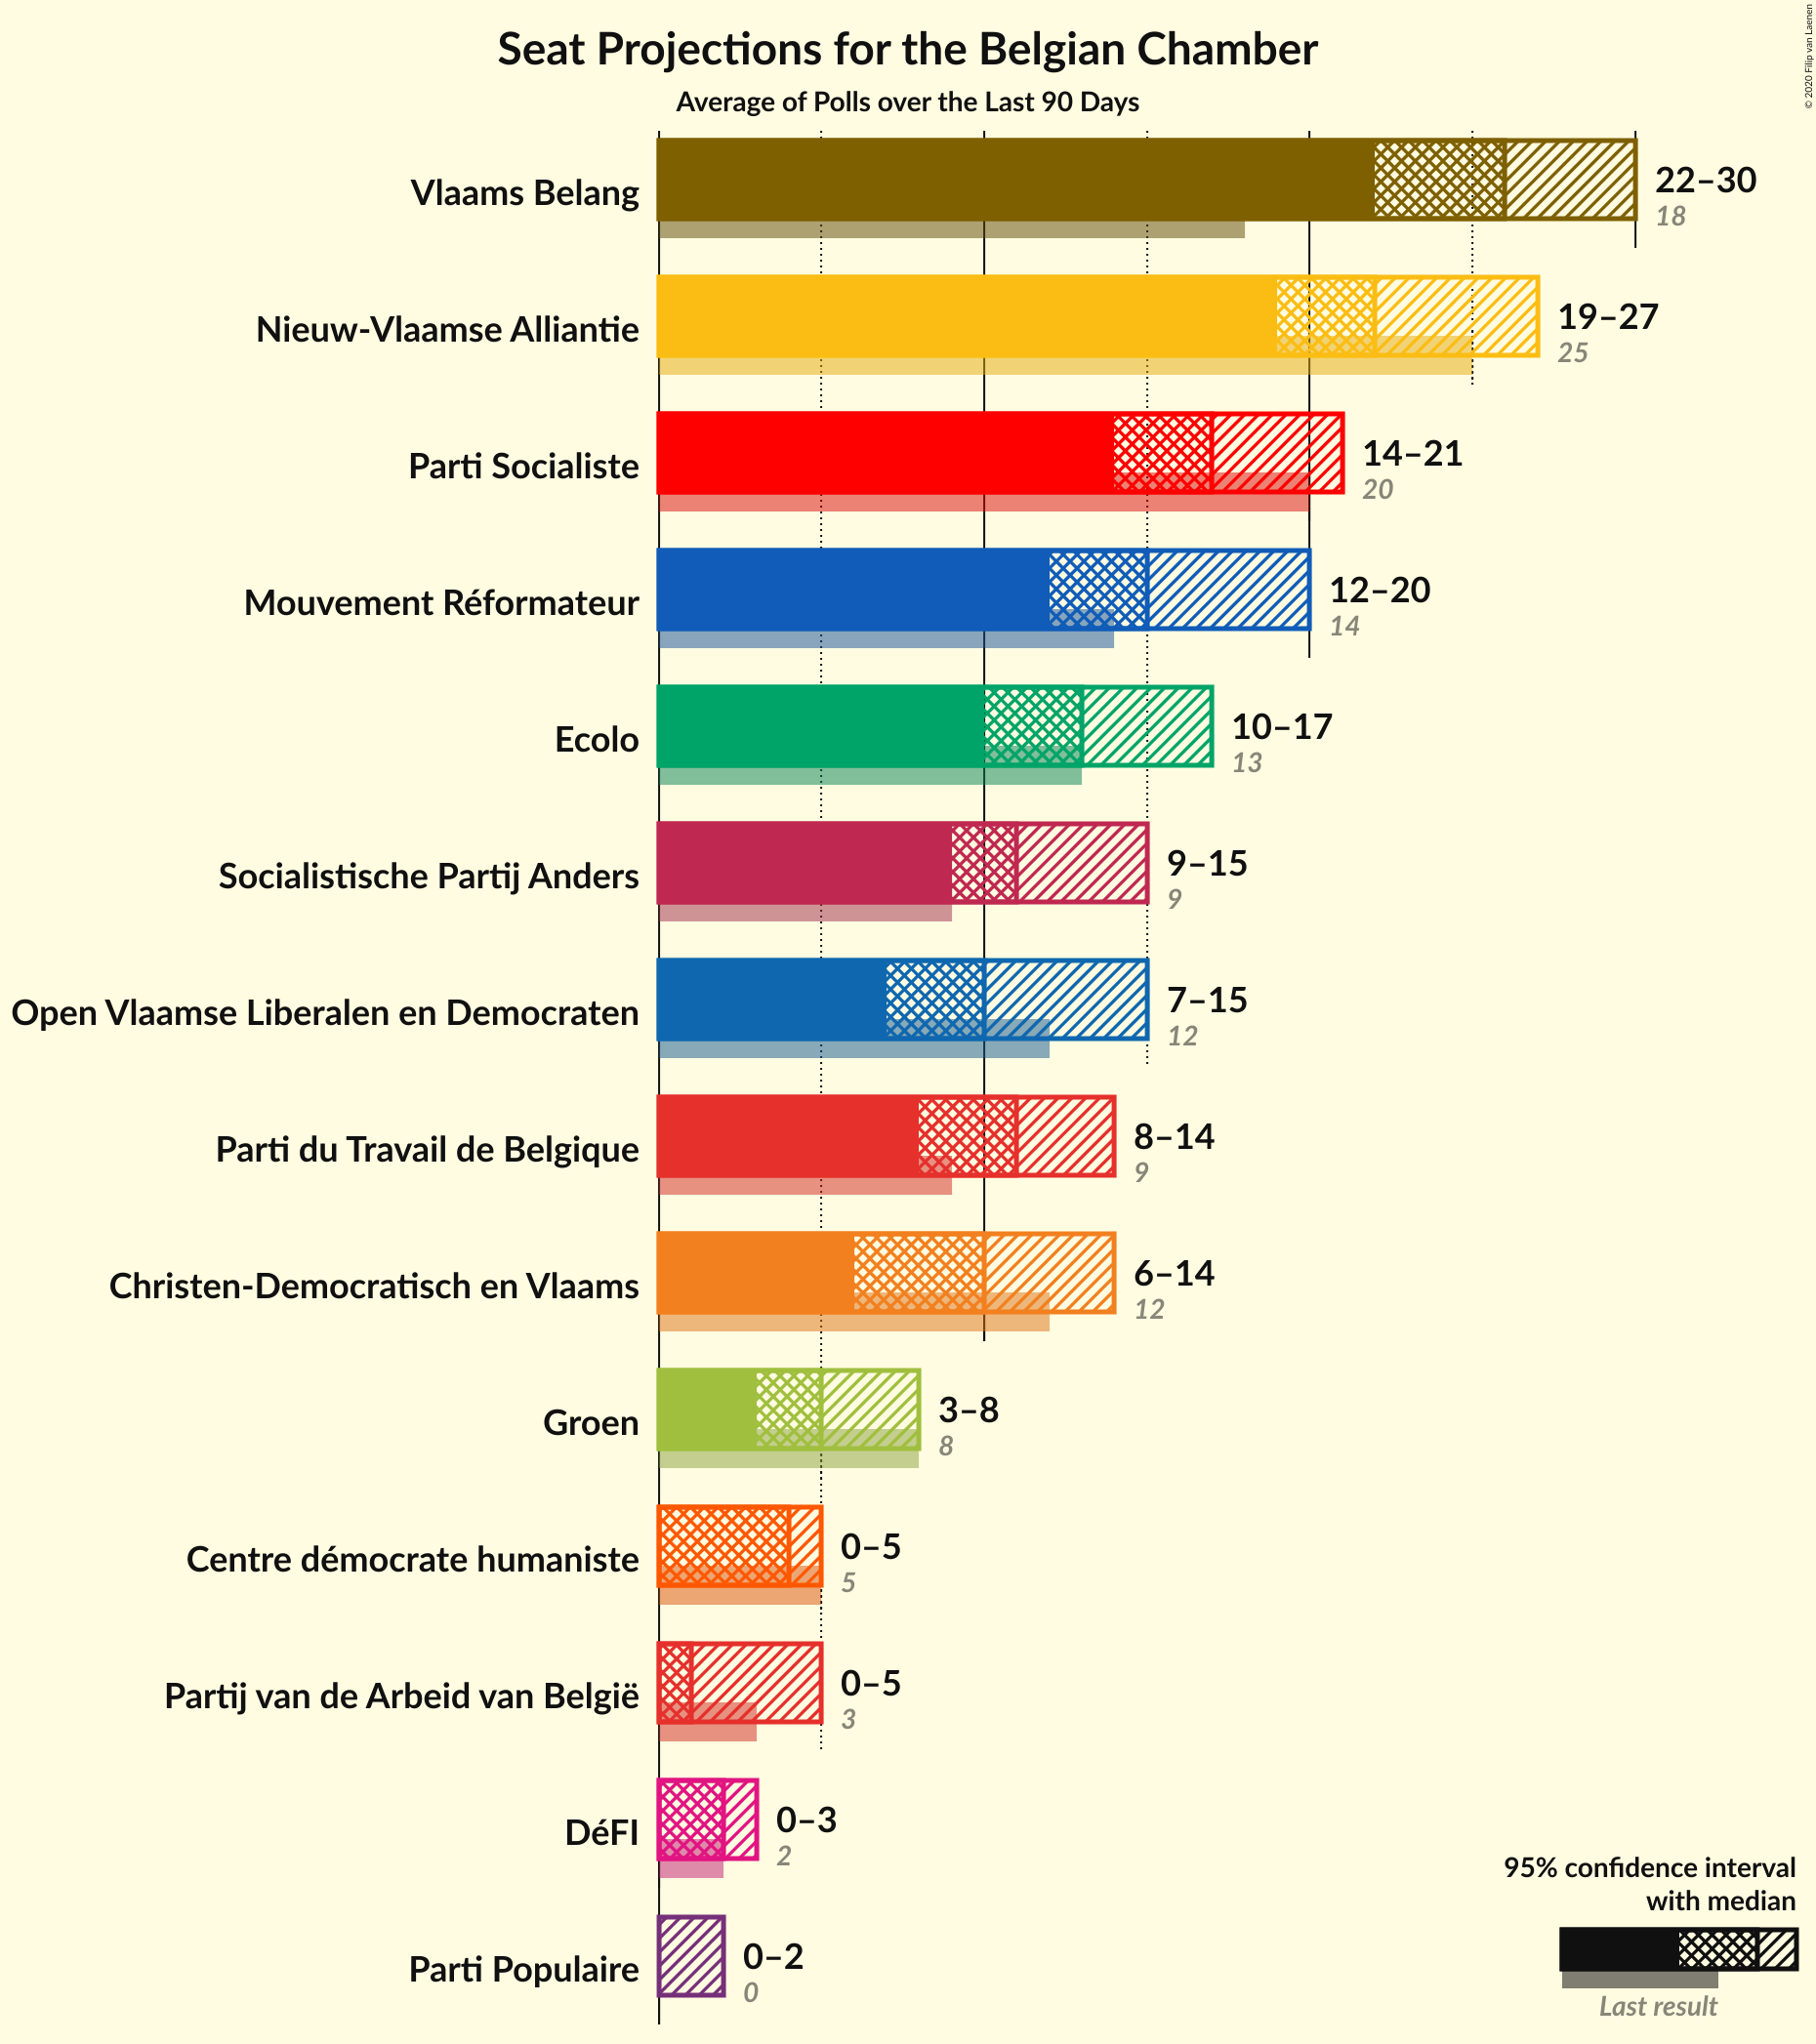 Seat Projections for the Belgian Chamber
Average of Polls over the Last 90 Days
© 2020 Filip van Laenen
Vlaams Belang
22–30
18
Nieuw-Vlaamse Alliantie
19–27
25
Parti Socialiste
14–21
20
Mouvement Réformateur
12–20
14
Ecolo
10–17
13
Socialistische Partij Anders
9–15
9
Open Vlaamse Liberalen en Democraten
7–15
12
Parti du Travail de Belgique
8–14
9
Christen-Democratisch en Vlaams
6–14
12
Groen
3–8
8
Centre démocrate humaniste
0–5
5
Partij van de Arbeid van België
0–5
3
DéFI
0–3
2
Parti Populaire
0–2
0
95% confidence interval
with median
Last result